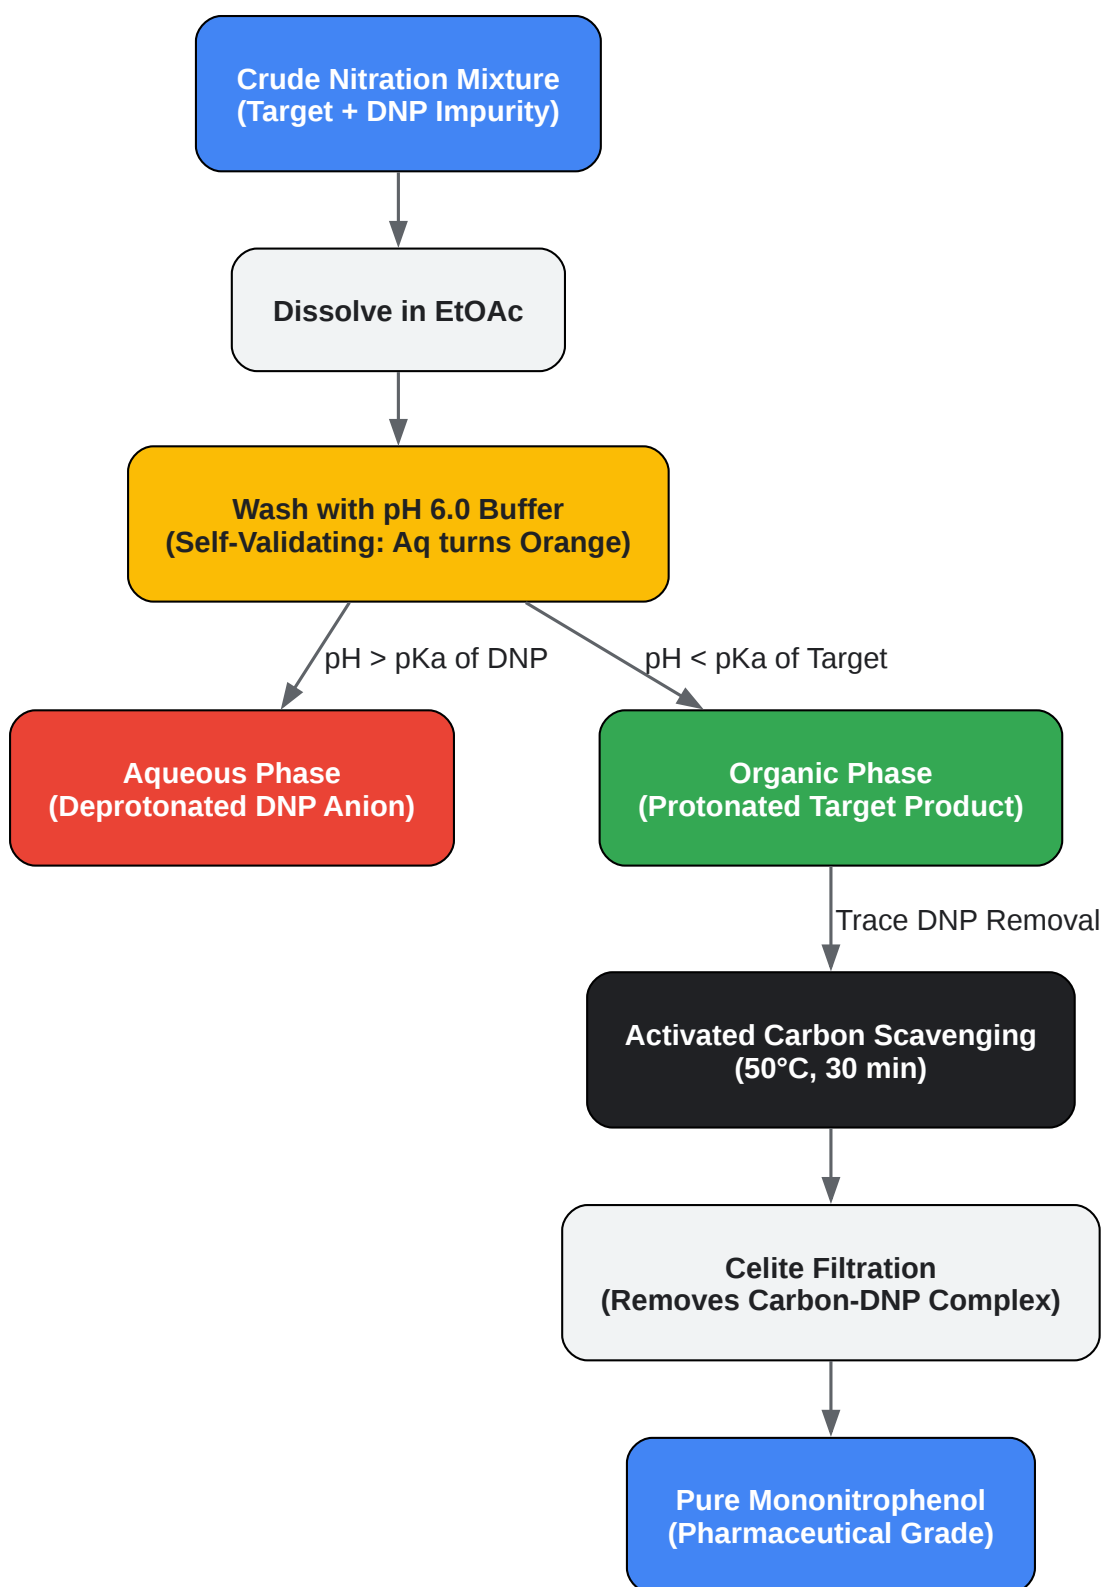 Crude Nitration Mixture
(Target + DNP Impurity)
Dissolve in EtOAc
Wash with pH 6.0 Buffer
(Self-Validating: Aq turns Orange)
pH > pKa of DNP
pH < pKa of Target
Aqueous Phase
(Deprotonated DNP Anion)
Organic Phase
(Protonated Target Product)
Trace DNP Removal
Activated Carbon Scavenging
(50°C, 30 min)
Celite Filtration
(Removes Carbon-DNP Complex)
Pure Mononitrophenol
(Pharmaceutical Grade)